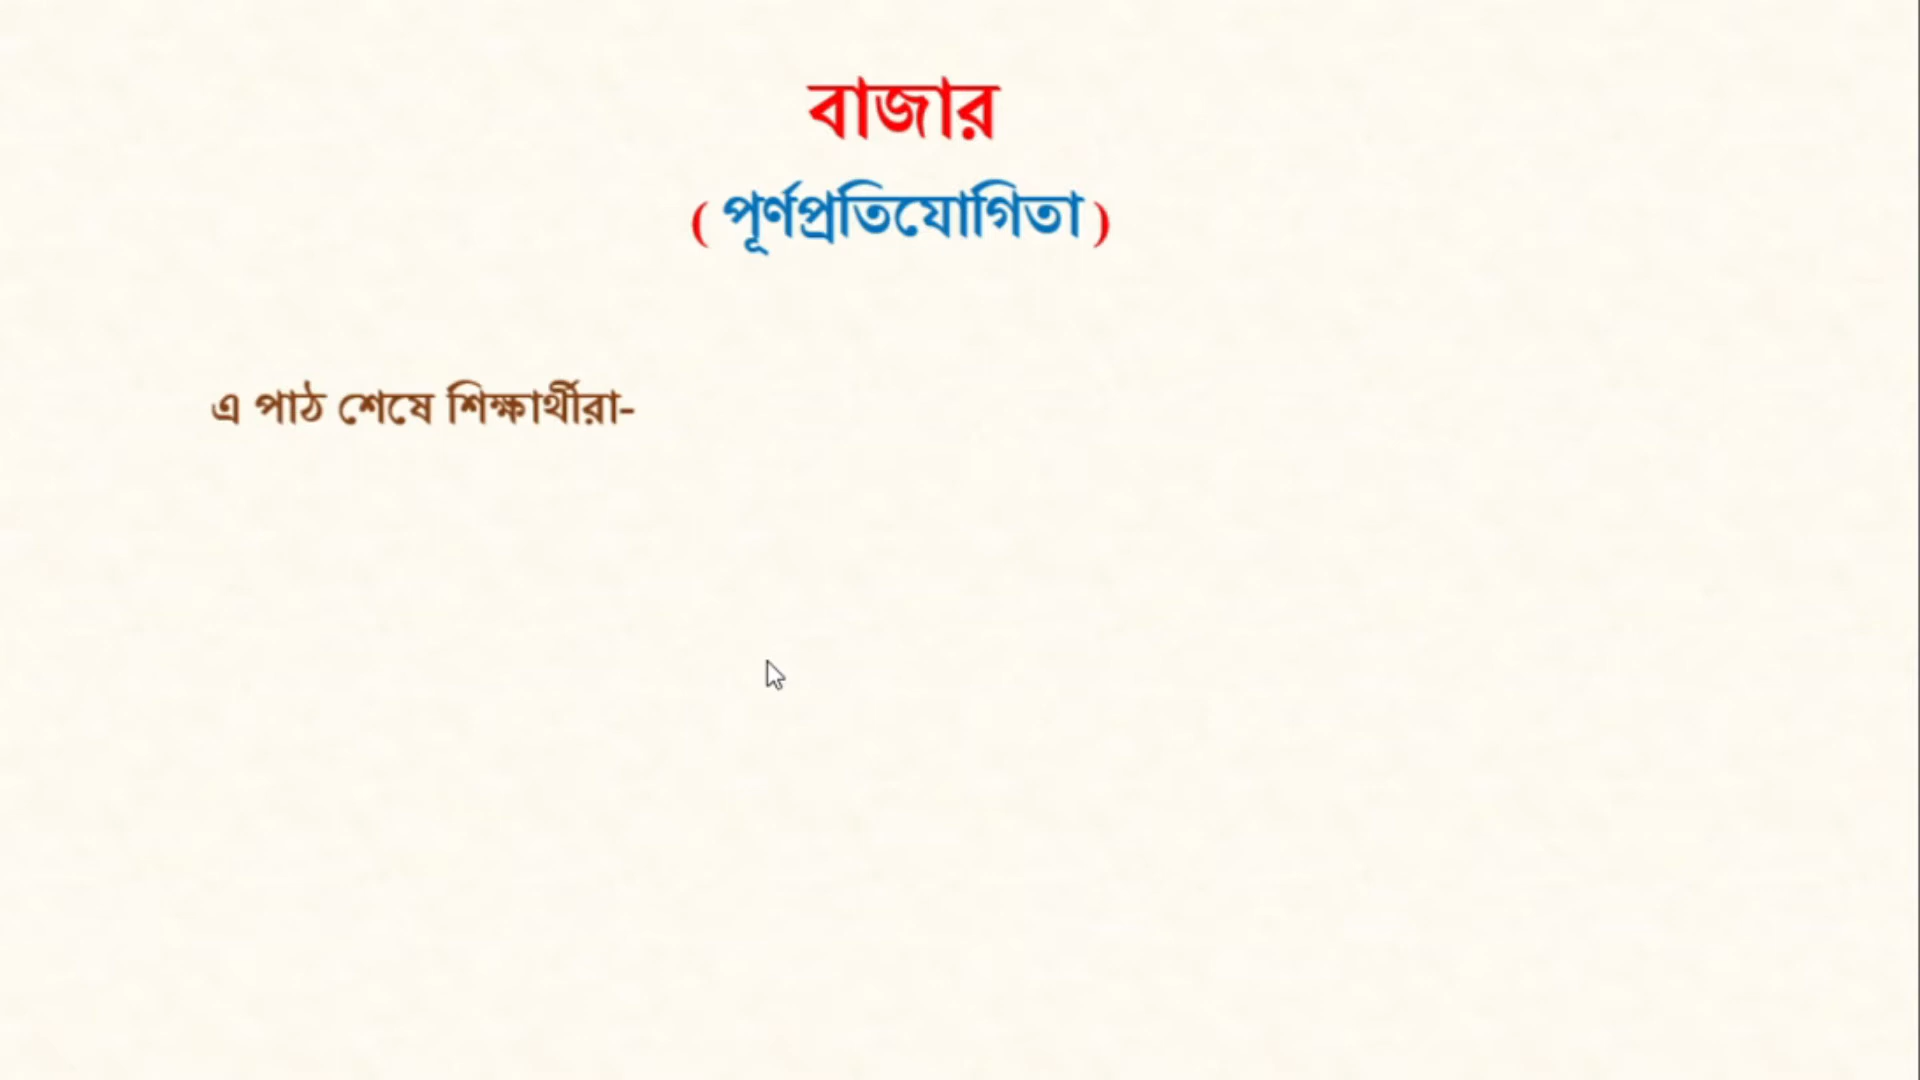 বাজার
( পূর্ণপ্রতিযোগিতা )
এ পাঠ শেষে শিক্ষার্থীরা-